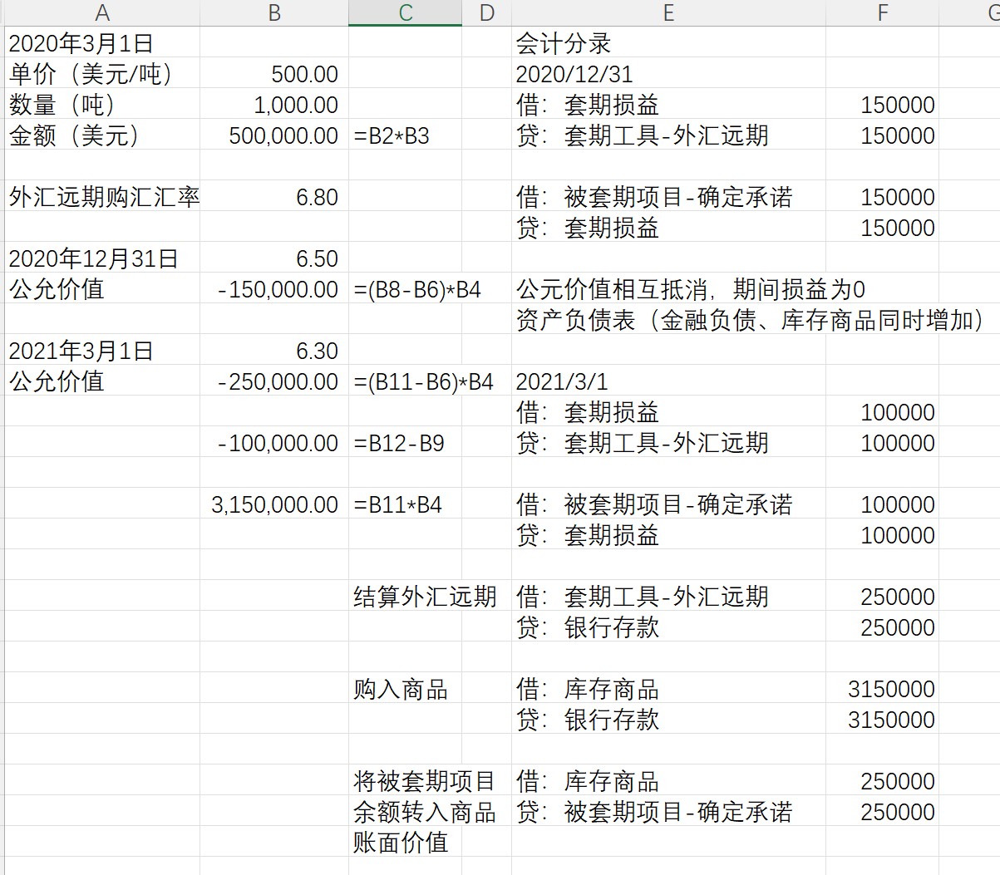 A B C D E F G
2020年3月1日 会计分录
单价（美元/吨） 500.00 2020/12/31
数量（吨） 1,000.00 借：套期损益 150000
金额（美元） 500,000.00 =B2*B3 贷：套期工具-外汇远期 150000
外汇远期购汇汇率 6.80 借：被套期项目-确定承诺 150000
贷：套期损益 150000
2020年12月31日 6.50
公允价值 -150,000.00 =(B8-B6)*B4 公元价值相互抵消，期间损益为0
资产负债表（金融负债、库存商品同时增加）
2021年3月1日 6.30
公允价值 -250,000.00 =(B11-B6)*B4 2021/3/1
借：套期损益 100000
-100,000.00 =B12-B9 贷：套期工具-外汇远期 100000
3,150,000.00 =B11*B4 借：被套期项目-确定承诺 100000
贷：套期损益 100000
结算外汇远期 借：套期工具-外汇远期 250000
贷：银行存款 250000
购入商品 借：库存商品 3150000
贷：银行存款 3150000
将被套期项目 借：库存商品 250000
余额转入商品 贷：被套期项目-确定承诺 250000
账面价值